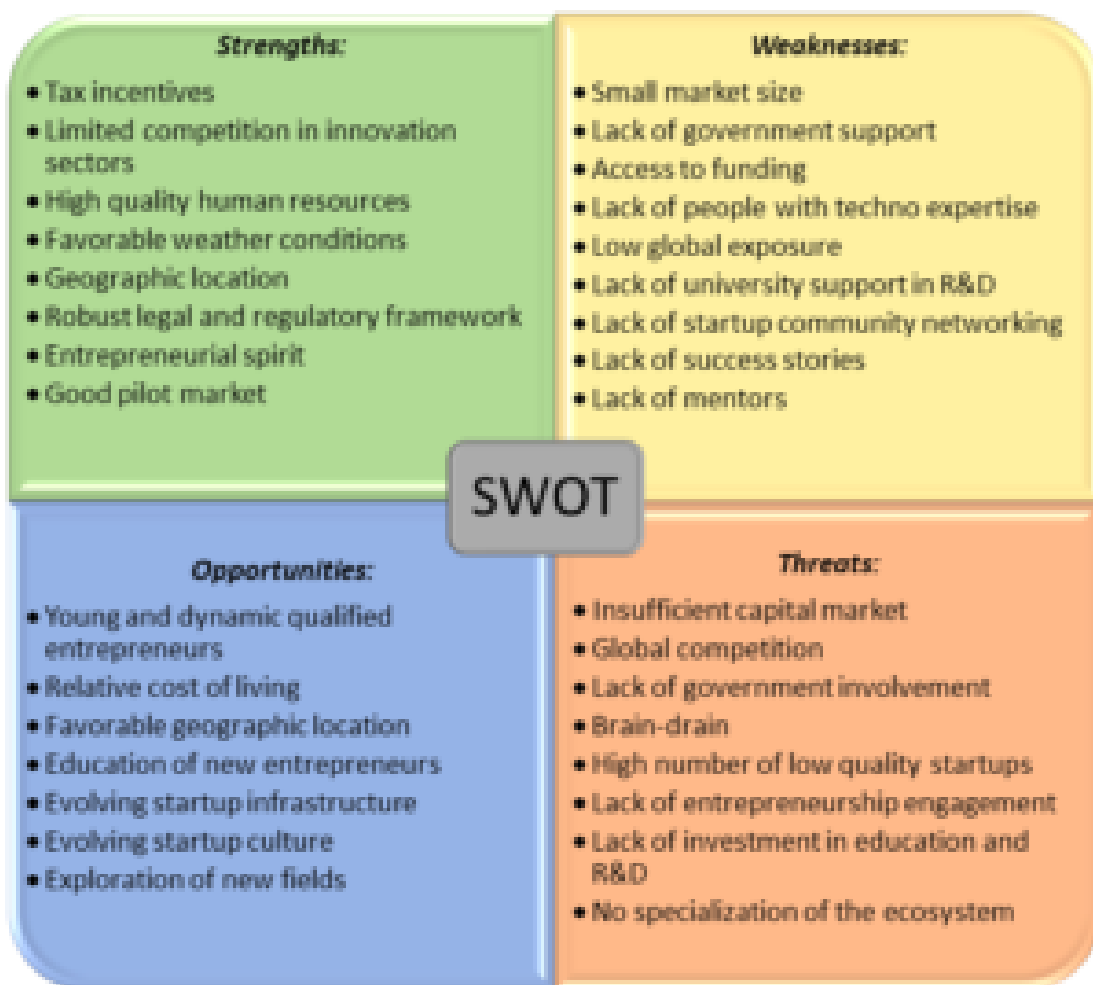 Strengths:
• Tax incentives
• Limited competition in innovation
sectors
• High quality human resources
• Favorable weather conditions
• Geographic location
• Robust legal and regulatory framework
• Entrepreneurial spirit
• Good pilot market
Weaknesses:
• Small market size
• Lack of government support
• Access to funding
• Lack of people with techno expertise
• Low global exposure
• Lack of university support in R&D
• Lack of startup community networking
• Lack of success stories
• Lack of mentors
SWOT
Opportunities:
• Young and dynamic qualified
entrepreneurs
• Relative cost of living
• Favorable geographic location
• Education of new entrepreneurs
• Evolving startup infrastructure
• Evolving startup culture
• Exploration of new fields
Threats:
• Insufficient capital market
• Global competition
• Lack of government involvement
• Brain-drain
• High number of low quality startups
• Lack of entrepreneurship engagement
• Lack of investment in education and
R&D
• No specialization of the ecosystem